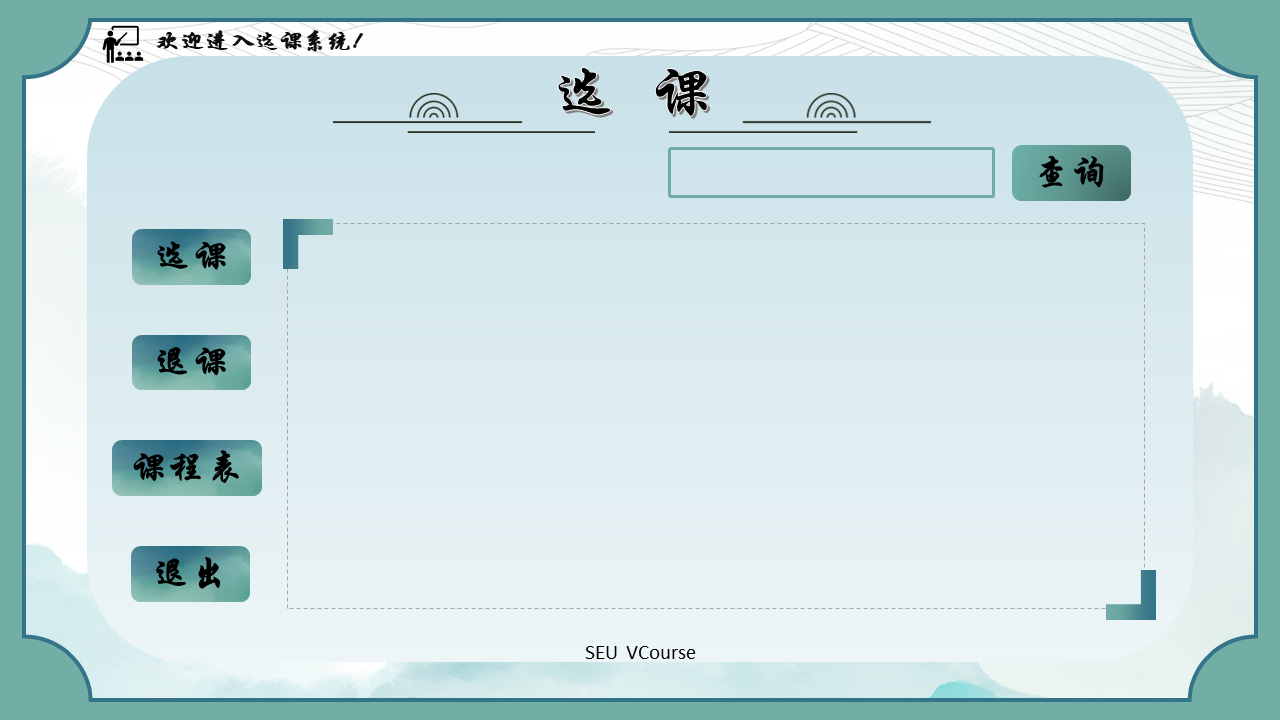 欢迎进入选课系统!
选 课
查 询
选 课
退 课
课 程 表
退 出
SEU VCourse